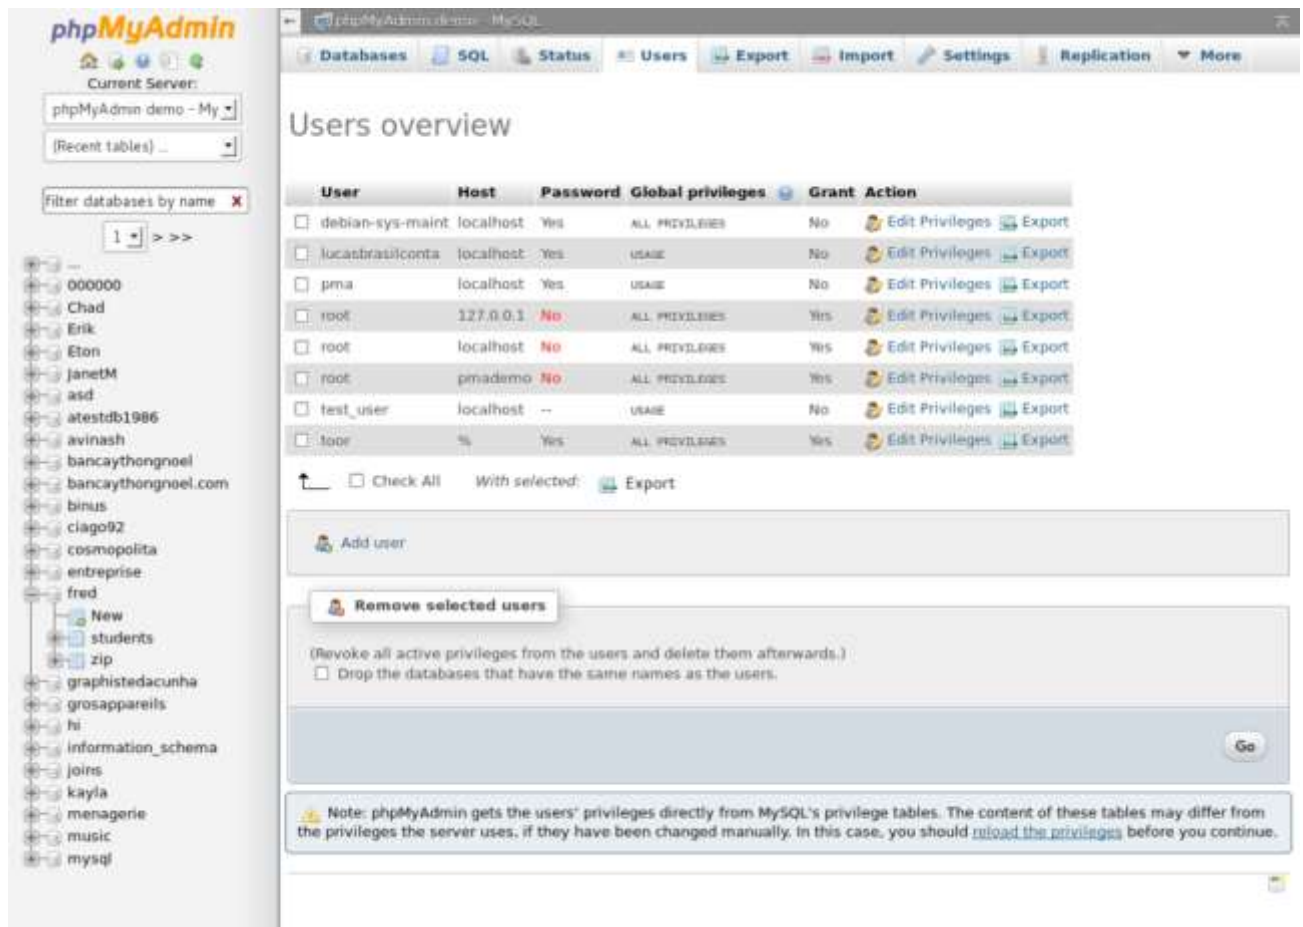 phpMyAdmin
Current Server:
phpMyAdmin demo - My
(Recent tables) ...
Filter databases by name X
1 > >>
...
000000
Chad
Erik
Eton
JanetM
asd
atestdb1986
avinash
bancaythongnoel
bancaythongnoel.com
binus
ciago92
cosmopolita
entreprise
fred
New
students
zip
graphistedacunha
grosappareils
hi
information_schema
joins
kayla
menagerie
music
mysql
phpMyAdmin demo - MySQL
Databases SQL Status Users Export Import Settings Replication More
Users overview
User Host Password Global privileges Grant Action
debian-sys-maint localhost Yes ALL PRIVILEGES No Edit Privileges Export
lucasbrasilconta localhost Yes USAGE No Edit Privileges Export
pma localhost Yes USAGE No Edit Privileges Export
root 127.0.0.1 No ALL PRIVILEGES Yes Edit Privileges Export
root localhost No ALL PRIVILEGES Yes Edit Privileges Export
root pmademo No ALL PRIVILEGES Yes Edit Privileges Export
test_user localhost -- USAGE No Edit Privileges Export
toor % Yes ALL PRIVILEGES Yes Edit Privileges Export
Check All With selected: Export
Add user
Remove selected users
(Revoke all active privileges from the users and delete them afterwards.)
Drop the databases that have the same names as the users.
Go
Note: phpMyAdmin gets the users' privileges directly from MySQL's privilege tables. The content of these tables may differ from
the privileges the server uses, if they have been changed manually. In this case, you should reload the privileges before you continue.